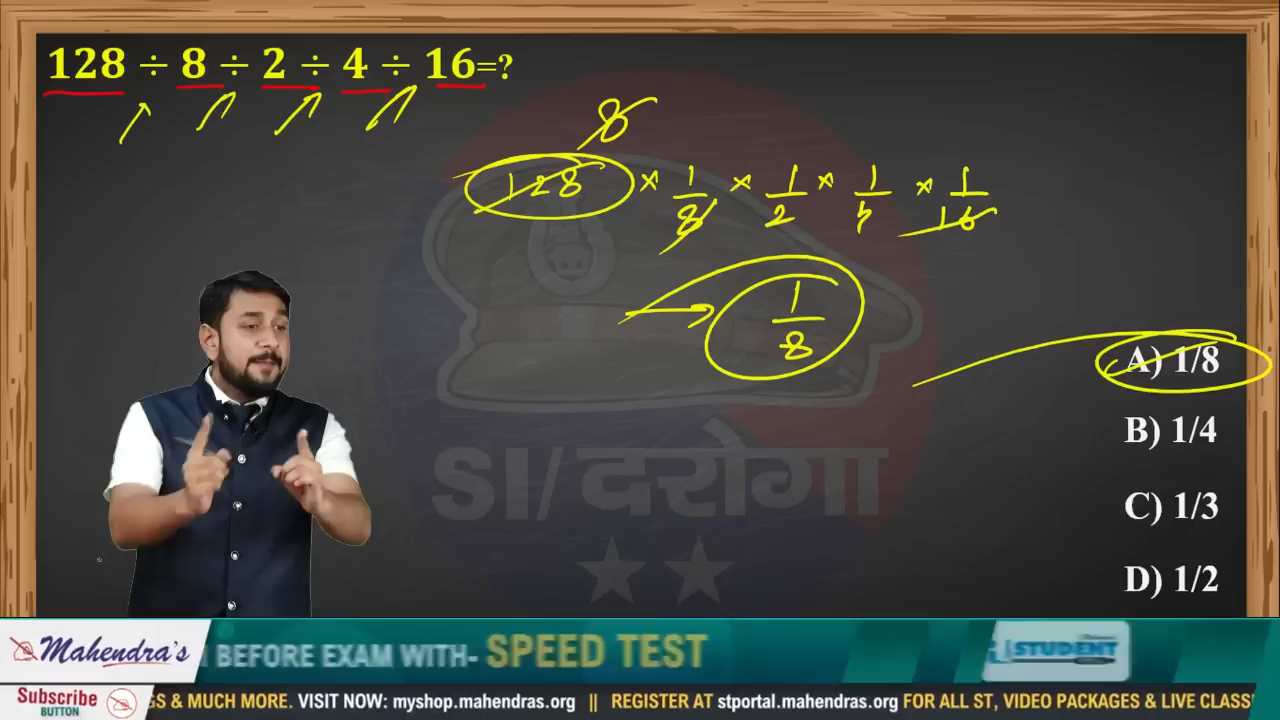 128 ÷ 8 ÷ 2 ÷ 4 ÷ 16=?
8
128 × 1/8 × 1/2 × 1/4 × 1/16
1/8
A) 1/8
B) 1/4
C) 1/3
D) 1/2
SI/दरोगा
Mahendra's
BEFORE EXAM WITH- SPEED TEST
STUDENT
Subscribe
BUTTON
GS & MUCH MORE. VISIT NOW: myshop.mahendras.org || REGISTER AT stportal.mahendras.org FOR ALL ST, VIDEO PACKAGES & LIVE CLASS